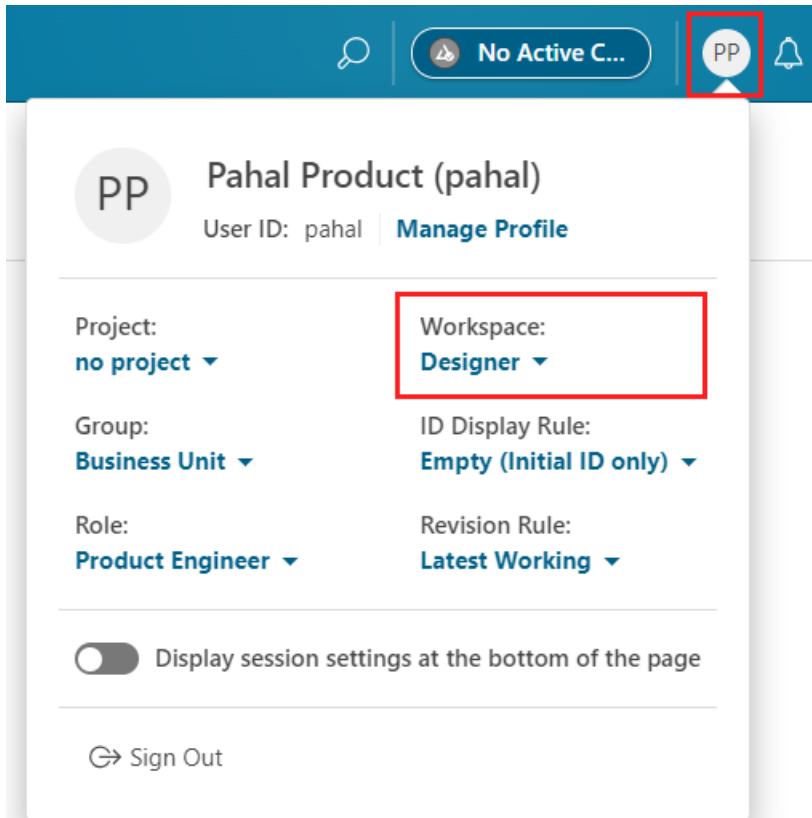 No Active C...
PP
PP
Pahal Product (pahal)
User ID: pahal
Manage Profile
Project:
no project
Workspace:
Designer
Group:
Business Unit
ID Display Rule:
Empty (Initial ID only)
Role:
Product Engineer
Revision Rule:
Latest Working
Display session settings at the bottom of the page
Sign Out